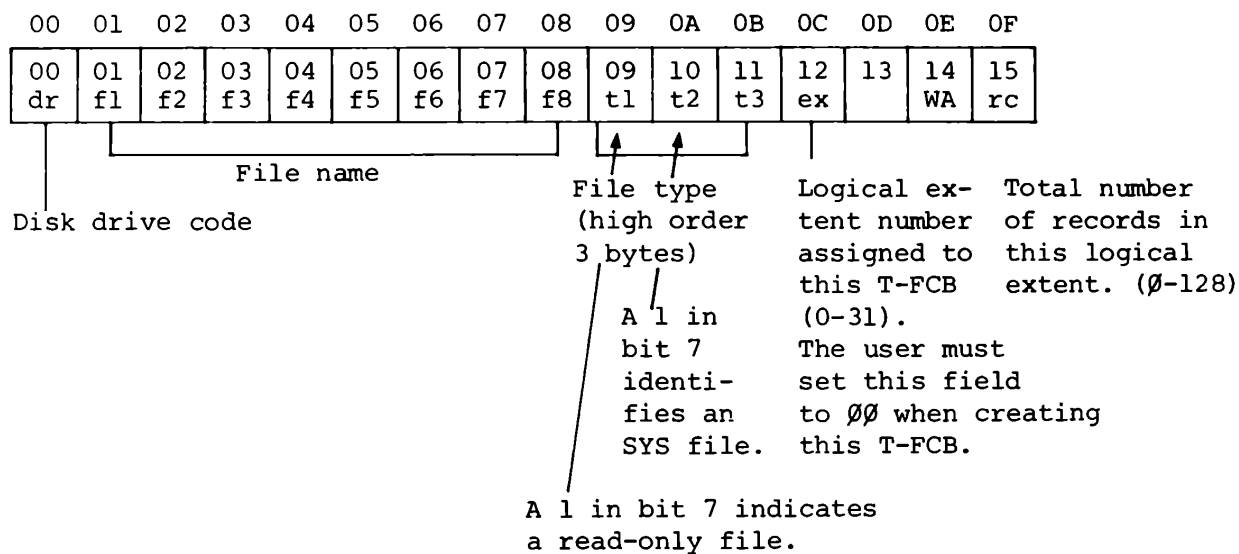 00 01 02 03 04 05 06 07 08 09 0A 0B 0C 0D 0E 0F
00 01 02 03 04 05 06 07 08 09 10 11 12 13 14 15
dr f1 f2 f3 f4 f5 f6 f7 f8 t1 t2 t3 ex WA rc
File name
Disk drive code
File type
(high order
3 bytes)
A 1 in
bit 7
identi-
fies an
SYS file.
A 1 in bit 7 indicates
a read-only file.
Logical ex-
tent number
assigned to
this T-FCB
(0-31).
The user must
set this field
to ØØ when creating
this T-FCB.
Total number
of records in
this logical
extent. (Ø-128)